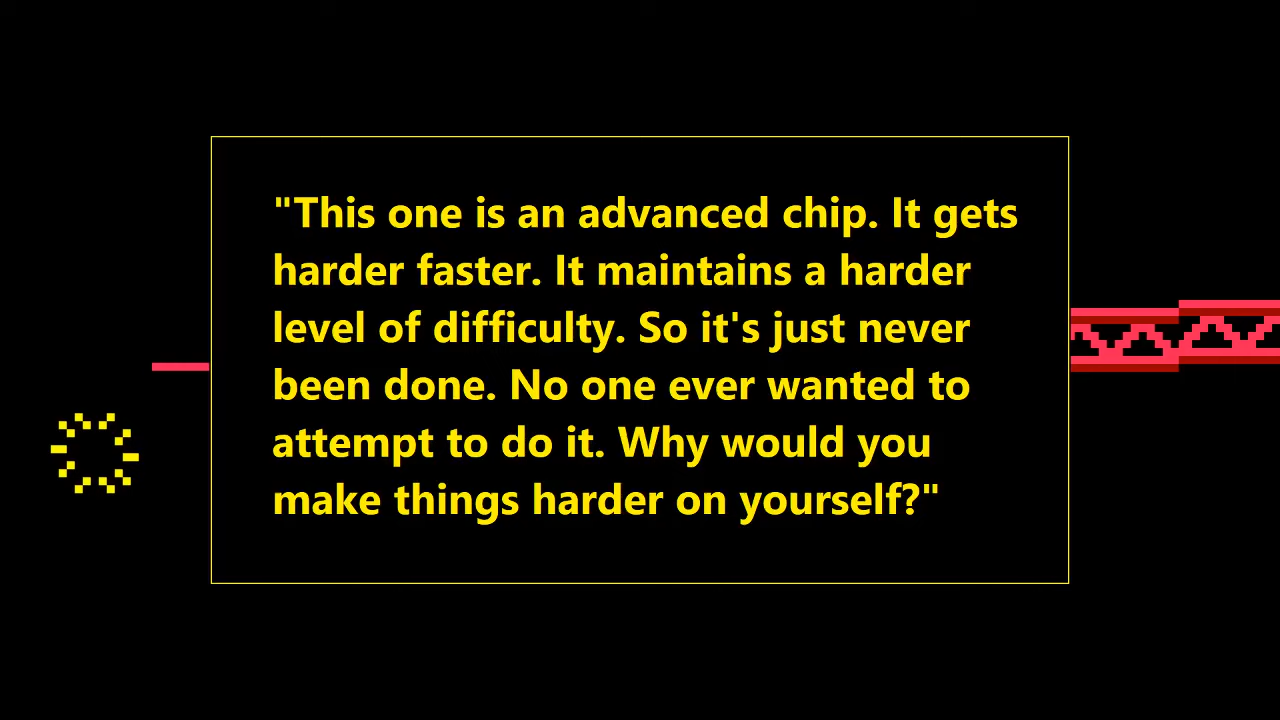 "This one is an advanced chip. It gets
harder faster. It maintains a harder
level of difficulty. So it's just never
been done. No one ever wanted to
attempt to do it. Why would you
make things harder on yourself?"